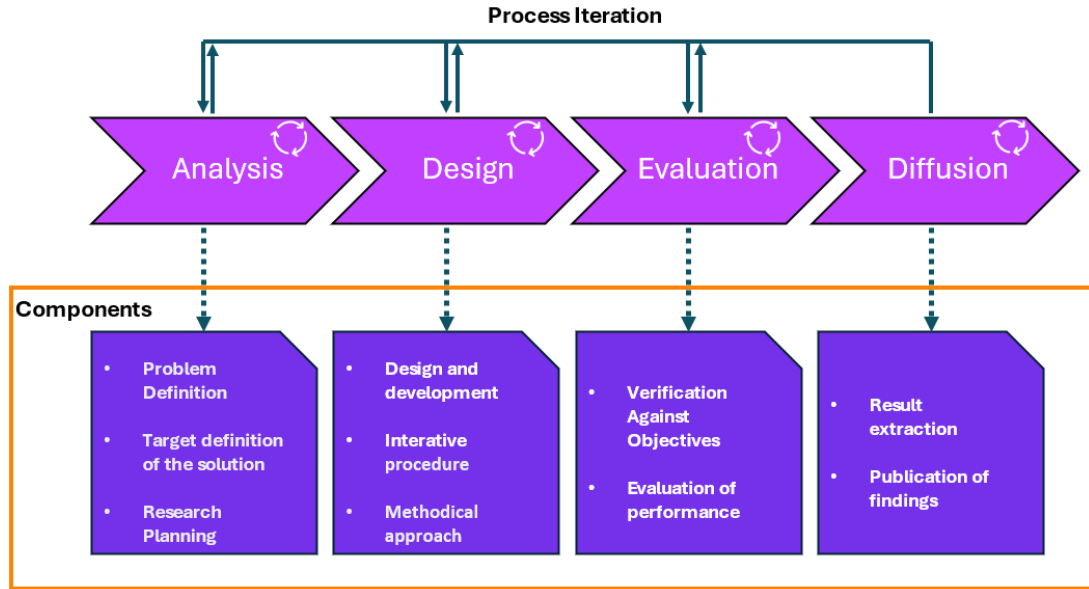 Process Iteration
Analysis
Design
Evaluation
Diffusion
Components
• Problem
Definition
• Target definition
of the solution
• Research
Planning
• Design and
development
• Interative
procedure
• Methodical
approach
• Verification
Against
Objectives
• Evaluation of
performance
• Result
extraction
• Publication of
findings